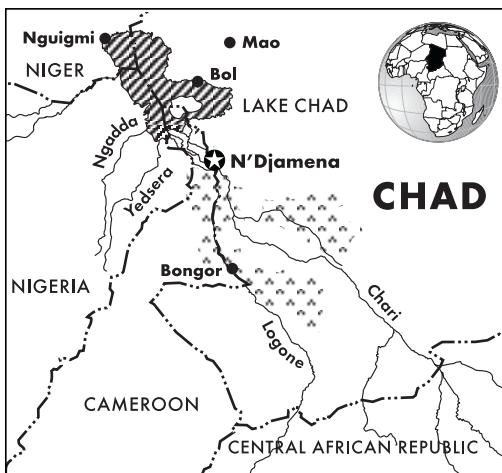 Nguigmi
Mao
NIGER
Bol
LAKE CHAD
Ngadda
Yedsera
N'Djamena
CHAD
Bongor
NIGERIA
Chari
Logone
CAMEROON
CENTRAL AFRICAN REPUBLIC